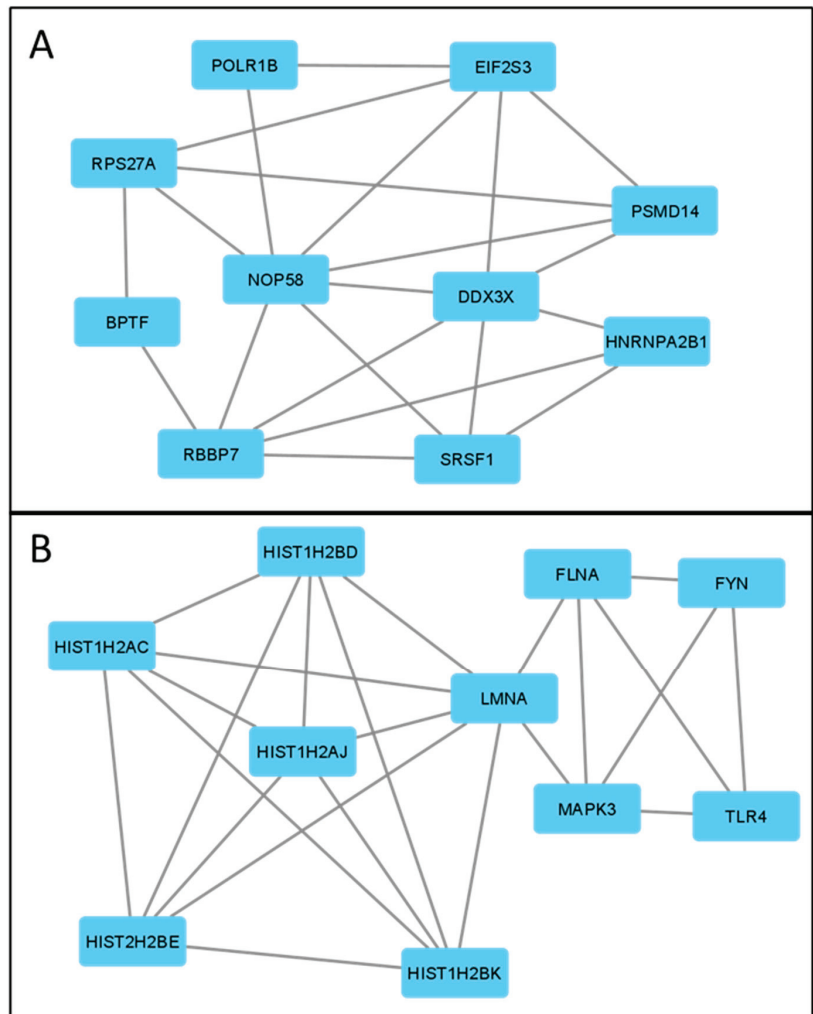 A
POLR1B
EIF2S3
RPS27A
PSMD14
NOP58
DDX3X
BPTF
HNRNPA2B1
RBBP7
SRSF1
B
HIST1H2BD
FLNA
FYN
HIST1H2AC
LMNA
HIST1H2AJ
MAPK3
TLR4
HIST2H2BE
HIST1H2BK